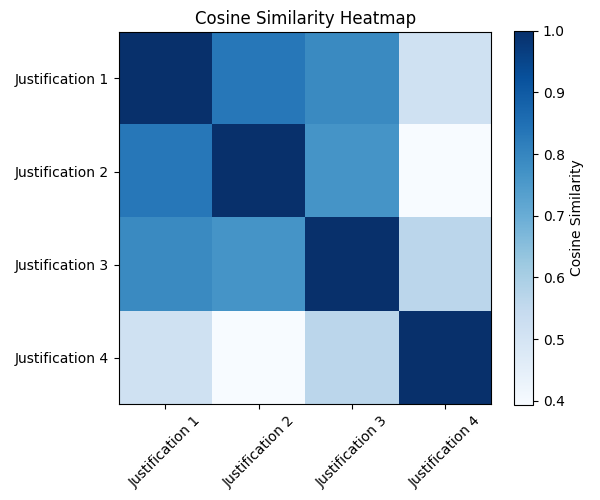 Cosine Similarity Heatmap
Justification 1
Justification 2
Justification 3
Justification 4
Justification 1
Justification 2
Justification 3
Justification 4
1.0
0.9
0.8
0.7
0.6
0.5
0.4
Cosine Similarity